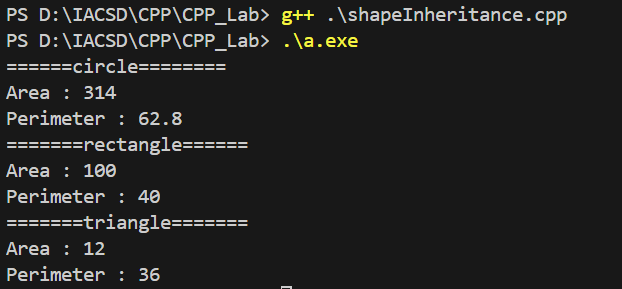 PS D:\IACSD\CPP\CPP_Lab> g++ .\shapeInheritance.cpp
PS D:\IACSD\CPP\CPP_Lab> .\a.exe
======circle========
Area : 314
Perimeter : 62.8
=======rectangle======
Area : 100
Perimeter : 40
=======triangle=======
Area : 12
Perimeter : 36